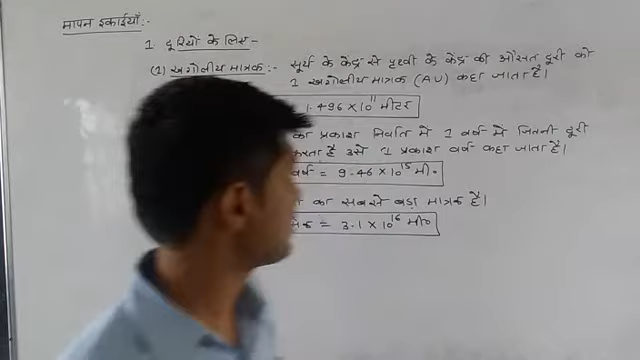 मापन इकाईयाँ:-
1. दूरियो के लिए:-
(1) खगोलीय मात्रक:- सूर्य के केंद्र से पृथ्वी के केंद्र की औसत दूरी को
1 खगोलीय मात्रक (AU) कहा जाता है।
1.496 × 10¹¹ मीटर
का प्रकाश निर्वात में 1 वर्ष में जितनी दूरी
करता है उसे 1 प्रकाश वर्ष कहा जाता है।
वर्ष = 9.46 × 10¹⁵ मी०
का सबसे बड़ा मात्रक है।
= 3.1 × 10¹⁶ मी०